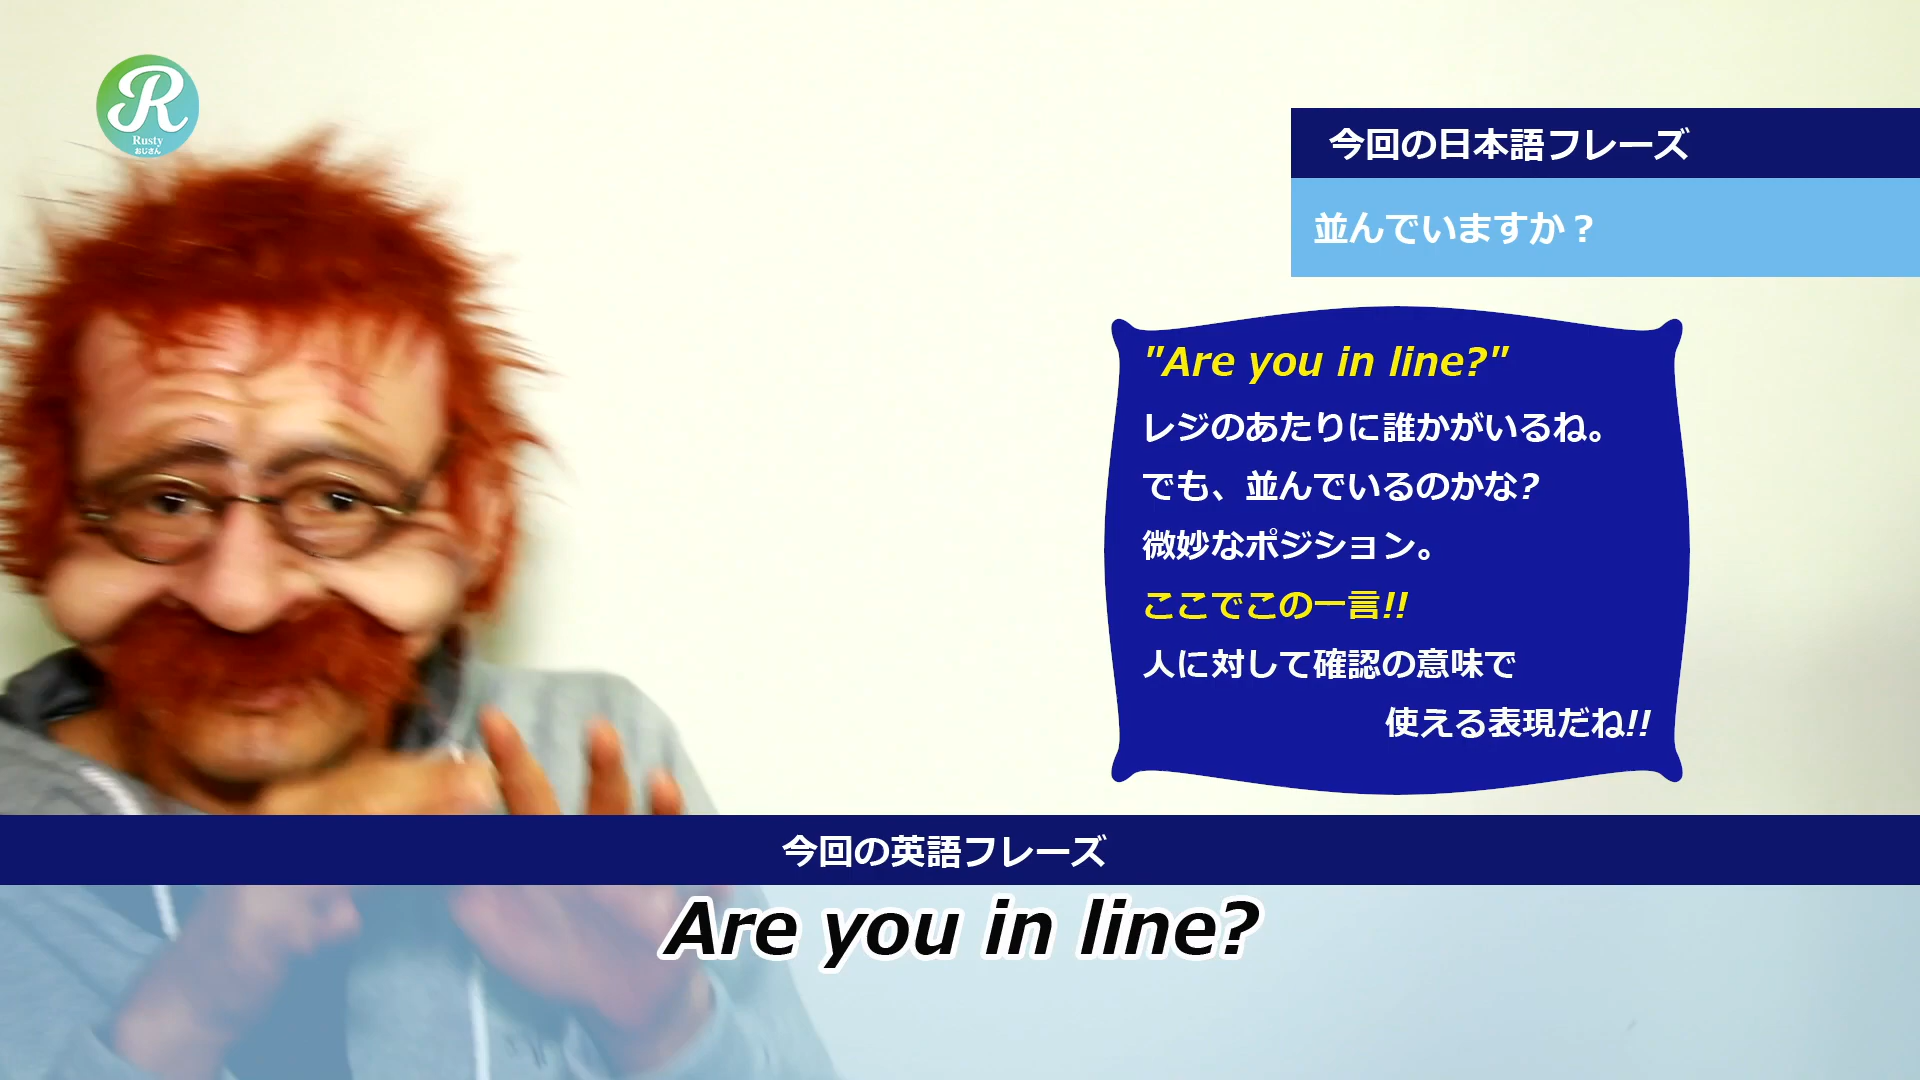 R
Rusty
おじさん
今回の日本語フレーズ
並んでいますか？
"Are you in line?"
レジのあたりに誰かがいるね。
でも、並んでいるのかな?
微妙なポジション。
ここでこの一言!!
人に対して確認の意味で
使える表現だね!!
今回の英語フレーズ
Are you in line?